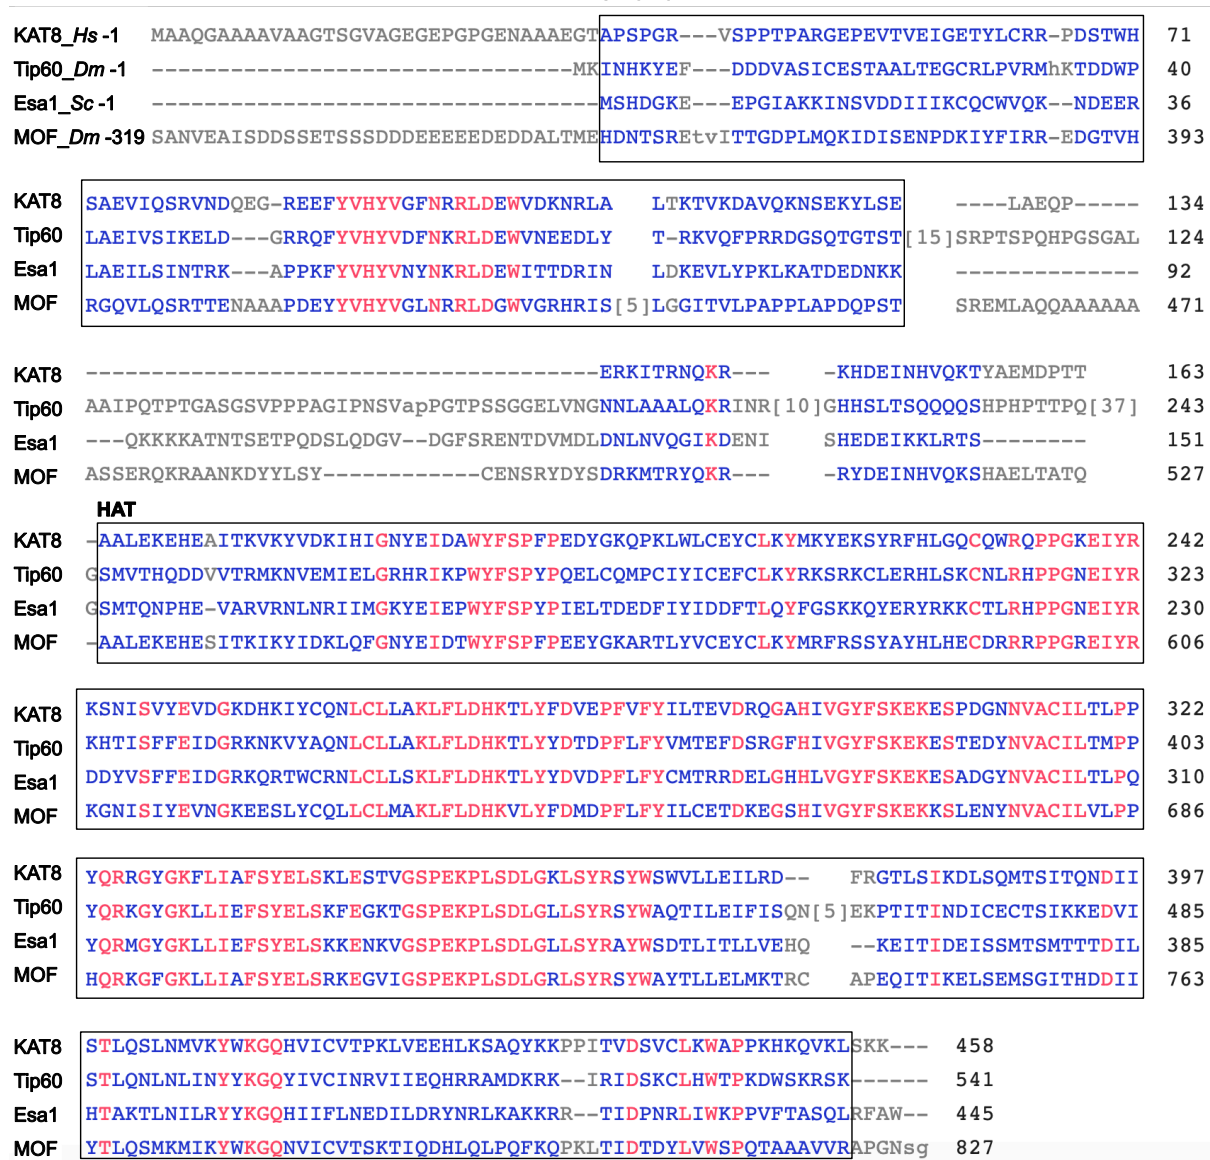 KAT8_Hs -1 MAAQGAAAAVAAGTSGVAGEGEPGPGENAAAEGTAPSPGR---VSPPTPARGEPEVTVEIGETYLCRR-PDSTWH 71
Tip60_Dm -1 ---------------------------------MKINHKYEF---DDDVASICESTAALTEGCRLPVRMhKTDDWP 40
Esa1_Sc -1 -----------------------------------MSHDGKE---EPGIAKKINSVDDIIIKCQCWVQK--NDEER 36
MOF_Dm -319 SANVEAISDDSSETSSSDDDEEEEEDEDDALTMEHDNTSREtvITTGDPLMQKIDISENPDKIYFIRR-EDGTVH 393
KAT8 SAEVIQSRVNDQEG-REEFYVHYVGFNRRLDEWVDKNRLA LTKTVKDAVQKNSEKYLSE ----LAEQP----- 134
Tip60 LAEIVSIKELD---GRRQFYVHYVDFNKRLDEWVNEEDLY T-RKVQFPRRDGSQTGTST[15]SRPTSPQHPGSGAL 124
Esa1 LAEILSINTRK---APPKFYVHYVNYNKRLDEWITTDRIN LDKEVLYPKLKATDEDNKK -------------- 92
MOF RGQVLQSRTTENAAAPDEYYVHYVGLNRRLDGWVGRHRIS[5]LGGITVLPAPPLAPDQPST SREMLAQQAAAAAA 471
KAT8 ----------------------------------------ERKITRNQKR--- -KHDEINHVQKTYAEMDPTT 163
Tip60 AAIPQTPTGASGSVPPPAGIPNSVapPGTPSSGGELVNGNNLAAALQKRINR[10]GHHSLTSQQQQSHPHPTTPQ[37] 243
Esa1 ---QKKKKATNTSETPQDSLQDGV--DGFSRENTDVMDLDNLNVQGIKDENI SHEDEIKKLRTS-------- 151
MOF ASSERQKRAANKDYYLSY------------CENSRYDYSDRKMTRYQKR--- -RYDEINHVQKSHAELTATQ 527
HAT
KAT8 -AALEKEHEAITKVKYVDKIHIGNYEIDAWYFSPFPEDYGKQPKLWLCEYCLKYMKYEKSYRFHLGQCQWRQPPGKEIYR 242
Tip60 GSMVTHQDDVVTRMKNVEMIELGRHRIKPWYFSPYPQELCQMPCIYICEFCLKYRKSRKCLERHLSKCNLRHPPGNEIYR 323
Esa1 GSMTQNPHE-VARVRNLNRIIMGKYEIEPWYFSPYPIELTDEDFIYIDDFTLQYFGSKKQYERYRKKCTLRHPPGNEIYR 230
MOF -AALEKEHESITKIKYIDKLQFGNYEIDTWYFSPFPEEYGKARTLYVCEYCLKYMRFRSSYAYHLHECDRRRPPGREIYR 606
KAT8 KSNISVYEVDGKDHKIYCQNLCLLAKLFLDHKTLYFDVEPFVFYILTEVDRQGAHIVGYFSKEKESPDGNNVACILTLPP 322
Tip60 KHTISFFEIDGRKNKVYAQNLCLLAKLFLDHKTLYYDTDPFLFYVMTEFDSRGFHIVGYFSKEKESTEDYNVACILTMPP 403
Esa1 DDYVSFFEIDGRKQRTWCRNLCLLSKLFLDHKTLYYDVDPFLFYCMTRRDELGHHLVGYFSKEKESADGYNVACILTLPQ 310
MOF KGNISIYEVNGKEESLYCQLLCLMAKLFLDHKVLYFDMDPFLFYILCETDKEGSHIVGYFSKEKKSLENYNVACILVLPP 686
KAT8 YQRRGYGKFLIAFSYELSKLESTVGSPEKPLSDLGKLSYRSYWSWVLLEILRD-- FRGTLSIKDLSQMTSITQNDII 397
Tip60 YQRKGYGKLLIEFSYELSKFEGKTGSPEKPLSDLGLLSYRSYWAQTILEIFISQN[5]EKPTITINDICECTSIKKEDVI 485
Esa1 YQRMGYGKLLIEFSYELSKKENKVGSPEKPLSDLGLLSYRAYWSDTLITLLVEHQ --KEITIDEISSMTSMTTTDIL 385
MOF HQRKGFGKLLIAFSYELSRKEGVIGSPEKPLSDLGRLSYRSYWAYTLLELMKTRC APEQITIKELSEMSGITHDDII 763
KAT8 STLQSLNMVKYWKGQHVICVTPKLVEEHLKSAQYKKPPITVDSVCLKWAPPKHKQVKLSKK--- 458
Tip60 STLQNLNLINYYKGQYIVCINRVIIEQHRRAMDKRK--IRIDSKCLHWTPKDWSKRSK------ 541
Esa1 HTAKTLNILRYYKGQHIIFLNEDILDRYNRLKAKKRR--TIDPNRLIWKPPVFTASQLRFAW-- 445
MOF YTLQSMKMIKYWKGQNVICVTSKTIQDHLQLPQFKQPKLTIDTDYLVWSPQTAAAVVRAPGNsg 827